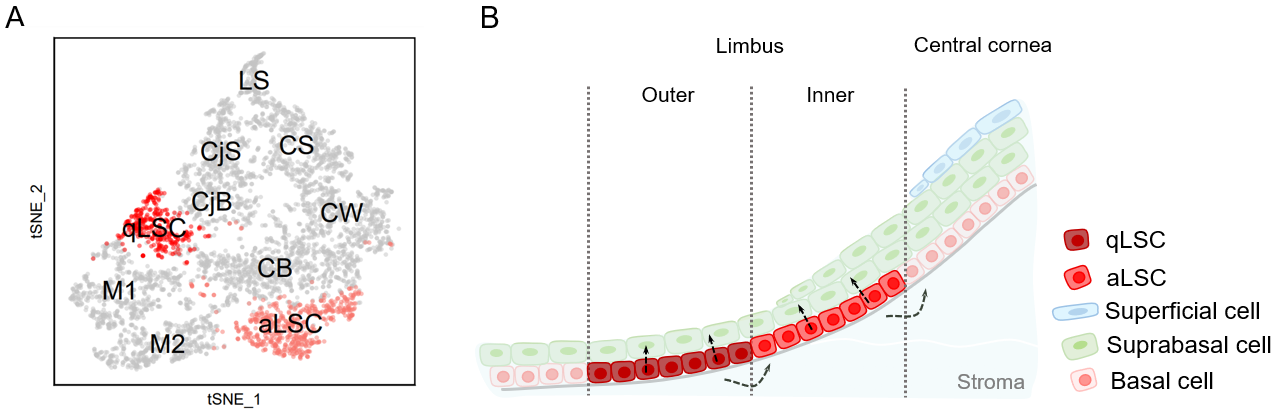 A
LS
CjS
CS
CjB
qLSC
CW
CB
M1
aLSC
M2
tSNE_2
tSNE_1
B
Limbus
Central cornea
Outer
Inner
Stroma
qLSC
aLSC
Superficial cell
Suprabasal cell
Basal cell